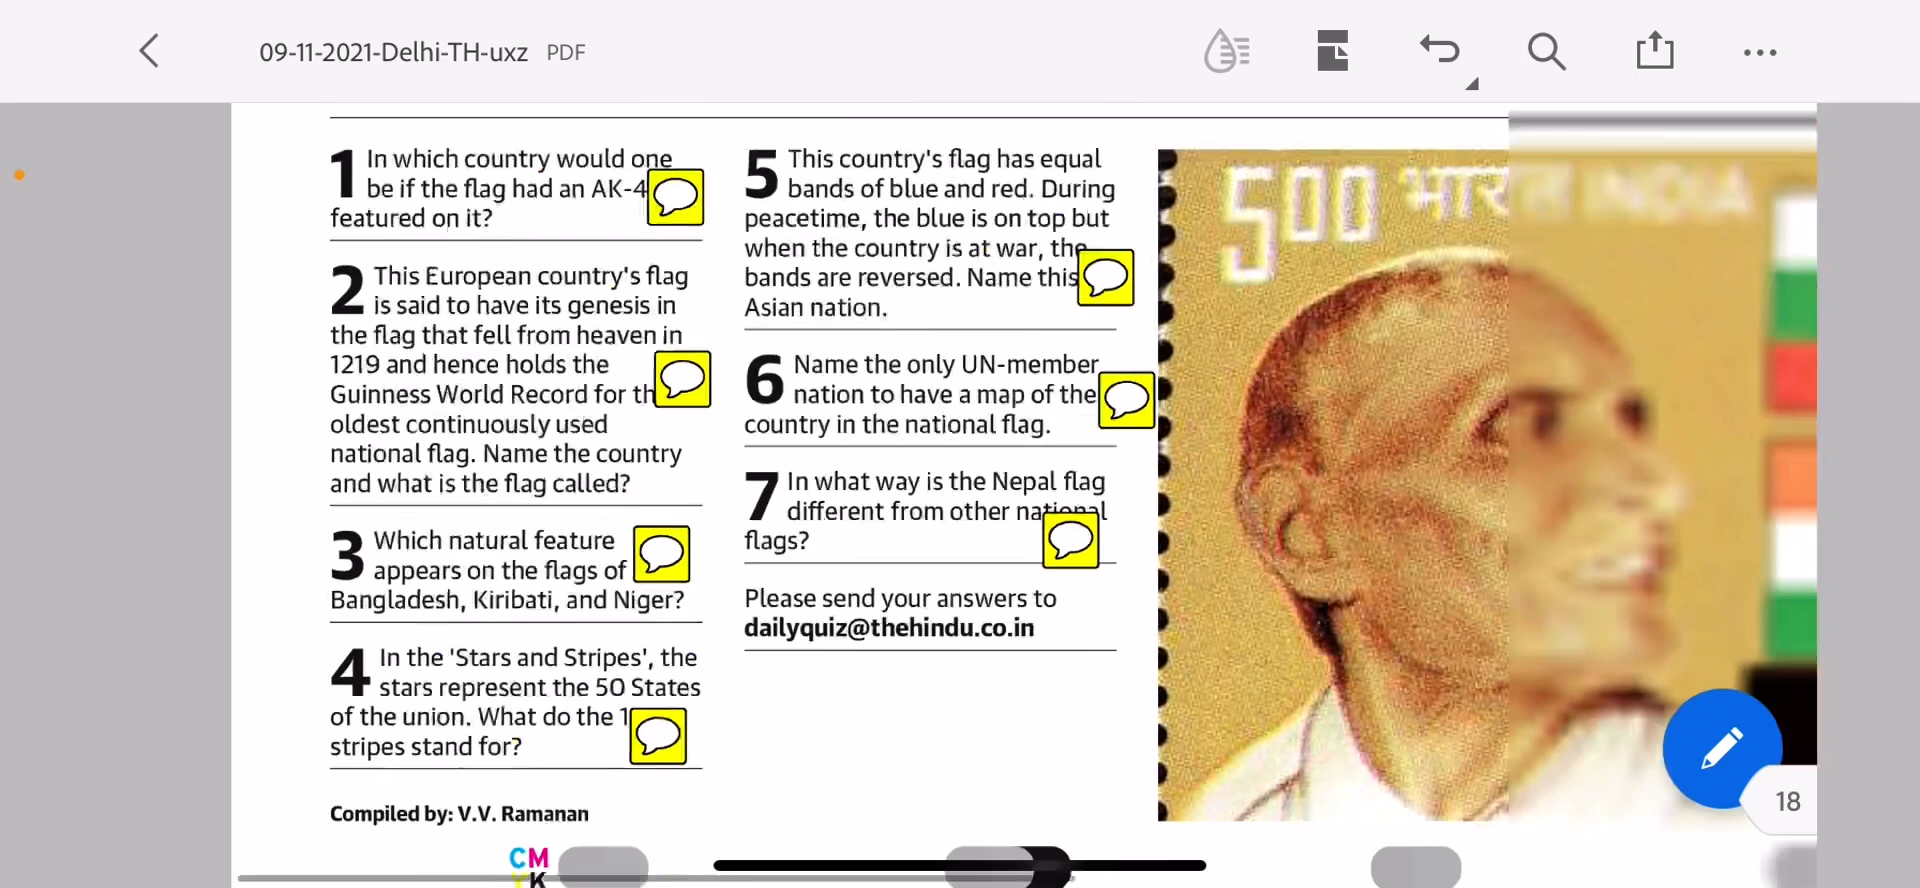 09-11-2021-Delhi-TH-uxz PDF
1 In which country would one
be if the flag had an AK-4
featured on it?
2 This European country's flag
is said to have its genesis in
the flag that fell from heaven in
1219 and hence holds the
Guinness World Record for th
oldest continuously used
national flag. Name the country
and what is the flag called?
3 Which natural feature
appears on the flags of
Bangladesh, Kiribati, and Niger?
4 In the 'Stars and Stripes', the
stars represent the 50 States
of the union. What do the 1
stripes stand for?
Compiled by: V.V. Ramanan
5 This country's flag has equal
bands of blue and red. During
peacetime, the blue is on top but
when the country is at war, the
bands are reversed. Name this
Asian nation.
6 Name the only UN-member
nation to have a map of the
country in the national flag.
7 In what way is the Nepal flag
different from other national
flags?
Please send your answers to
dailyquiz@thehindu.co.in
500 भारत INDIA
18
CM
YK